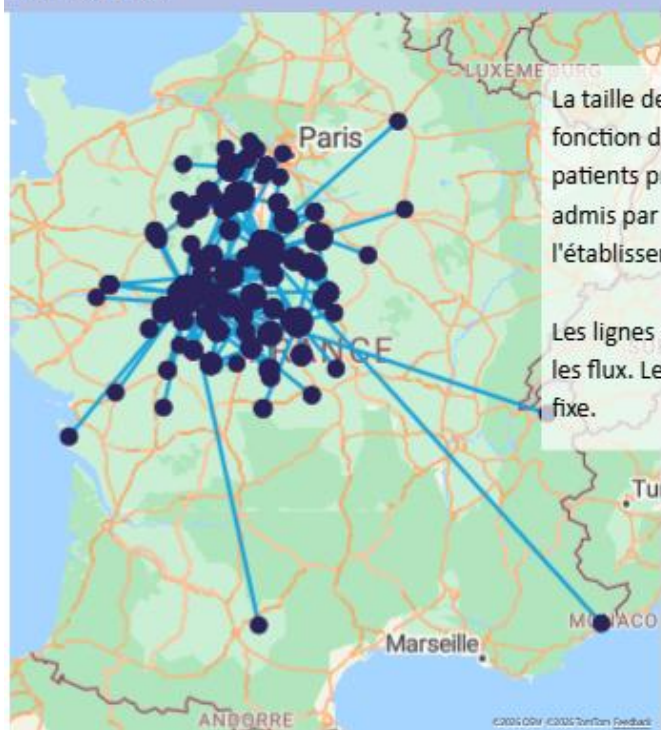 LUXEMBOURG
Paris
La taille de
fonction d
patients p
admis par
l'établisse
Les lignes
les flux. Le
fixe.
FRANCE
Tu
MONACO
Marseille
ANDORRE
©2026 OSM ©2026 TomTom Feedback